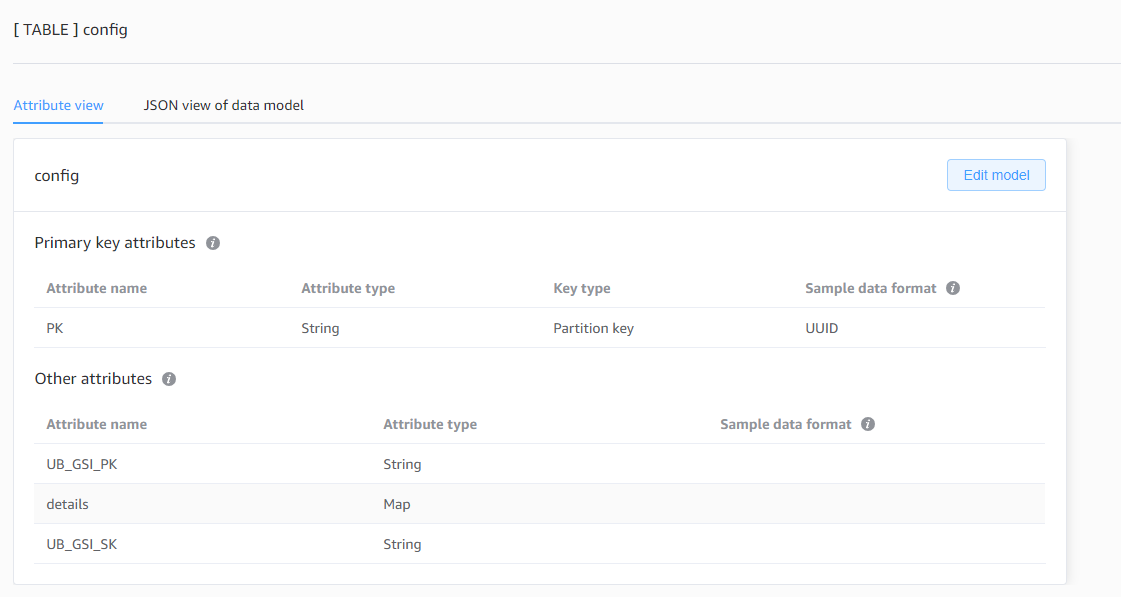 [ TABLE ] config
Attribute view JSON view of data model
config Edit model
Primary key attributes
Attribute name Attribute type Key type Sample data format
PK String Partition key UUID
Other attributes
Attribute name Attribute type Sample data format
UB_GSI_PK String
details Map
UB_GSI_SK String